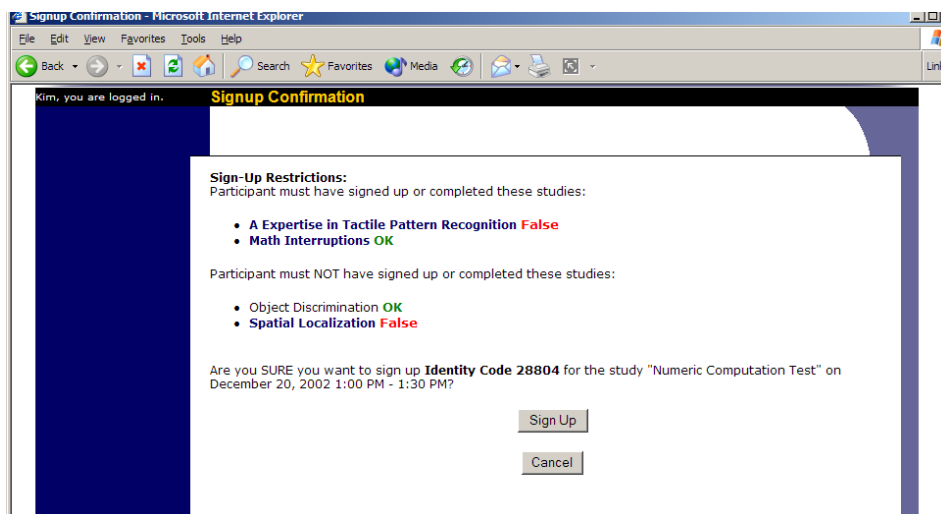 Signup Confirmation - Microsoft Internet Explorer
File Edit View Favorites Tools Help
Back Search Favorites Media
Kim, you are logged in. Signup Confirmation
Sign-Up Restrictions:
Participant must have signed up or completed these studies:
• A Expertise in Tactile Pattern Recognition False
• Math Interruptions OK
Participant must NOT have signed up or completed these studies:
• Object Discrimination OK
• Spatial Localization False
Are you SURE you want to sign up Identity Code 28804 for the study "Numeric Computation Test" on
December 20, 2002 1:00 PM - 1:30 PM?
Sign Up
Cancel